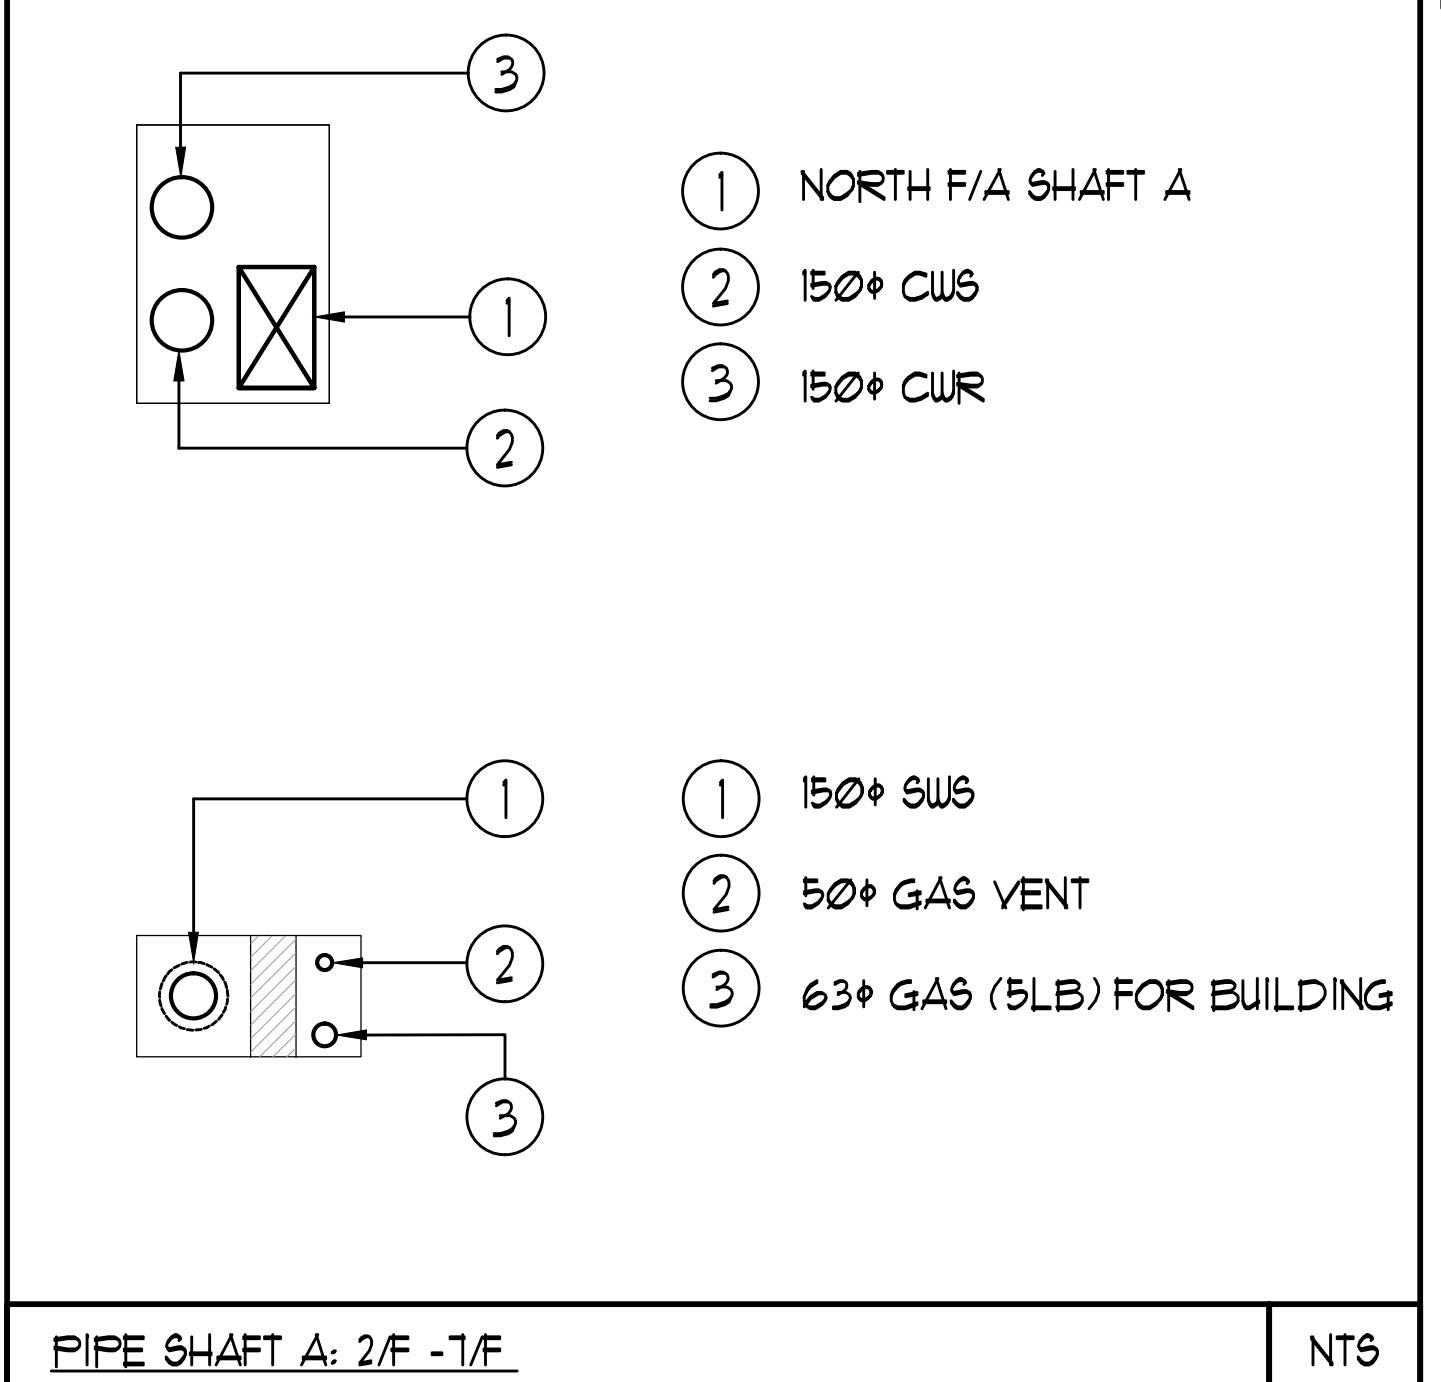 3
1
2
1 NORTH F/A SHAFT A
2 150ϕ CWS
3 150ϕ CWR
1
2
3
1 150ϕ SWS
2 50ϕ GAS VENT
3 63ϕ GAS (5LB) FOR BUILDING
PIPE SHAFT A: 2/F -7/F
NTS